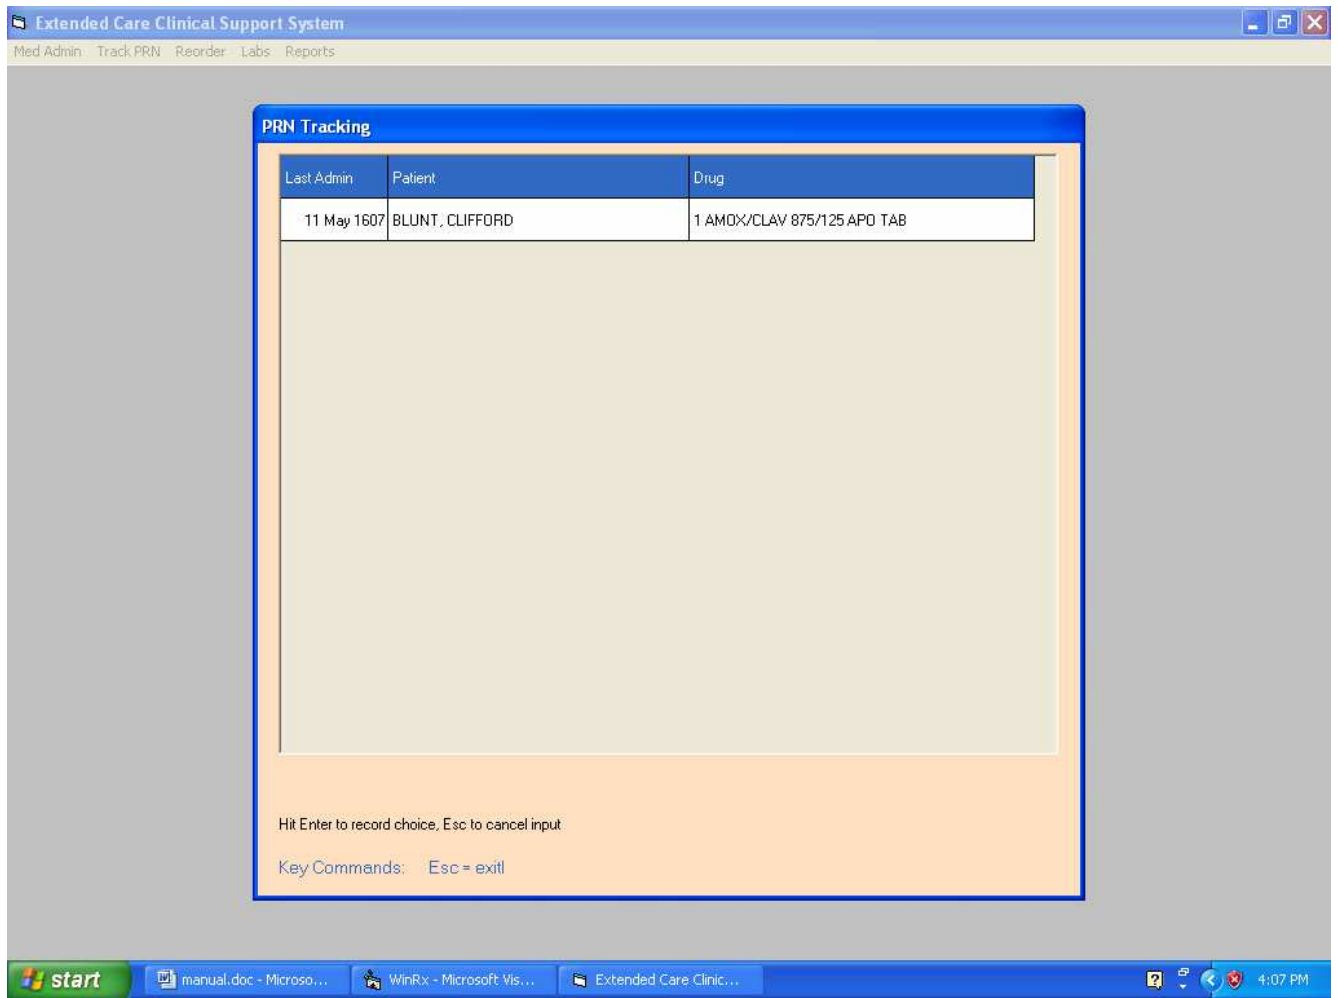 Extended Care Clinical Support System
Med Admin Track PRN Reorder Labs Reports
PRN Tracking
Last Admin Patient Drug
11 May 1607 BLUNT, CLIFFORD 1 AMOX/CLAV 875/125 APO TAB
Hit Enter to record choice, Esc to cancel input
Key Commands: Esc = exitl
start manual.doc - Microso... WinRx - Microsoft Vis... Extended Care Clinic... 4:07 PM